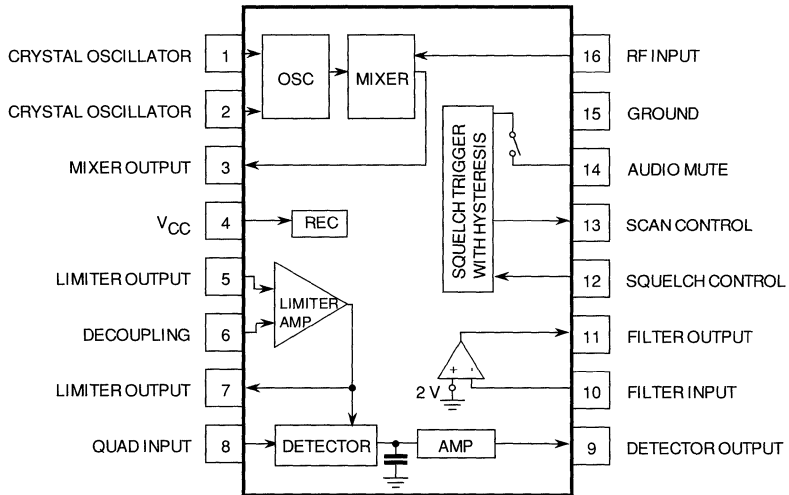 CRYSTAL OSCILLATOR 1
CRYSTAL OSCILLATOR 2
MIXER OUTPUT 3
VCC 4
LIMITER OUTPUT 5
DECOUPLING 6
LIMITER OUTPUT 7
QUAD INPUT 8
OSC
MIXER
REC
LIMITER
AMP
DETECTOR
AMP
SQUELCH TRIGGER
WITH HYSTERESIS
+ -
2 V
16 RF INPUT
15 GROUND
14 AUDIO MUTE
13 SCAN CONTROL
12 SQUELCH CONTROL
11 FILTER OUTPUT
10 FILTER INPUT
9 DETECTOR OUTPUT